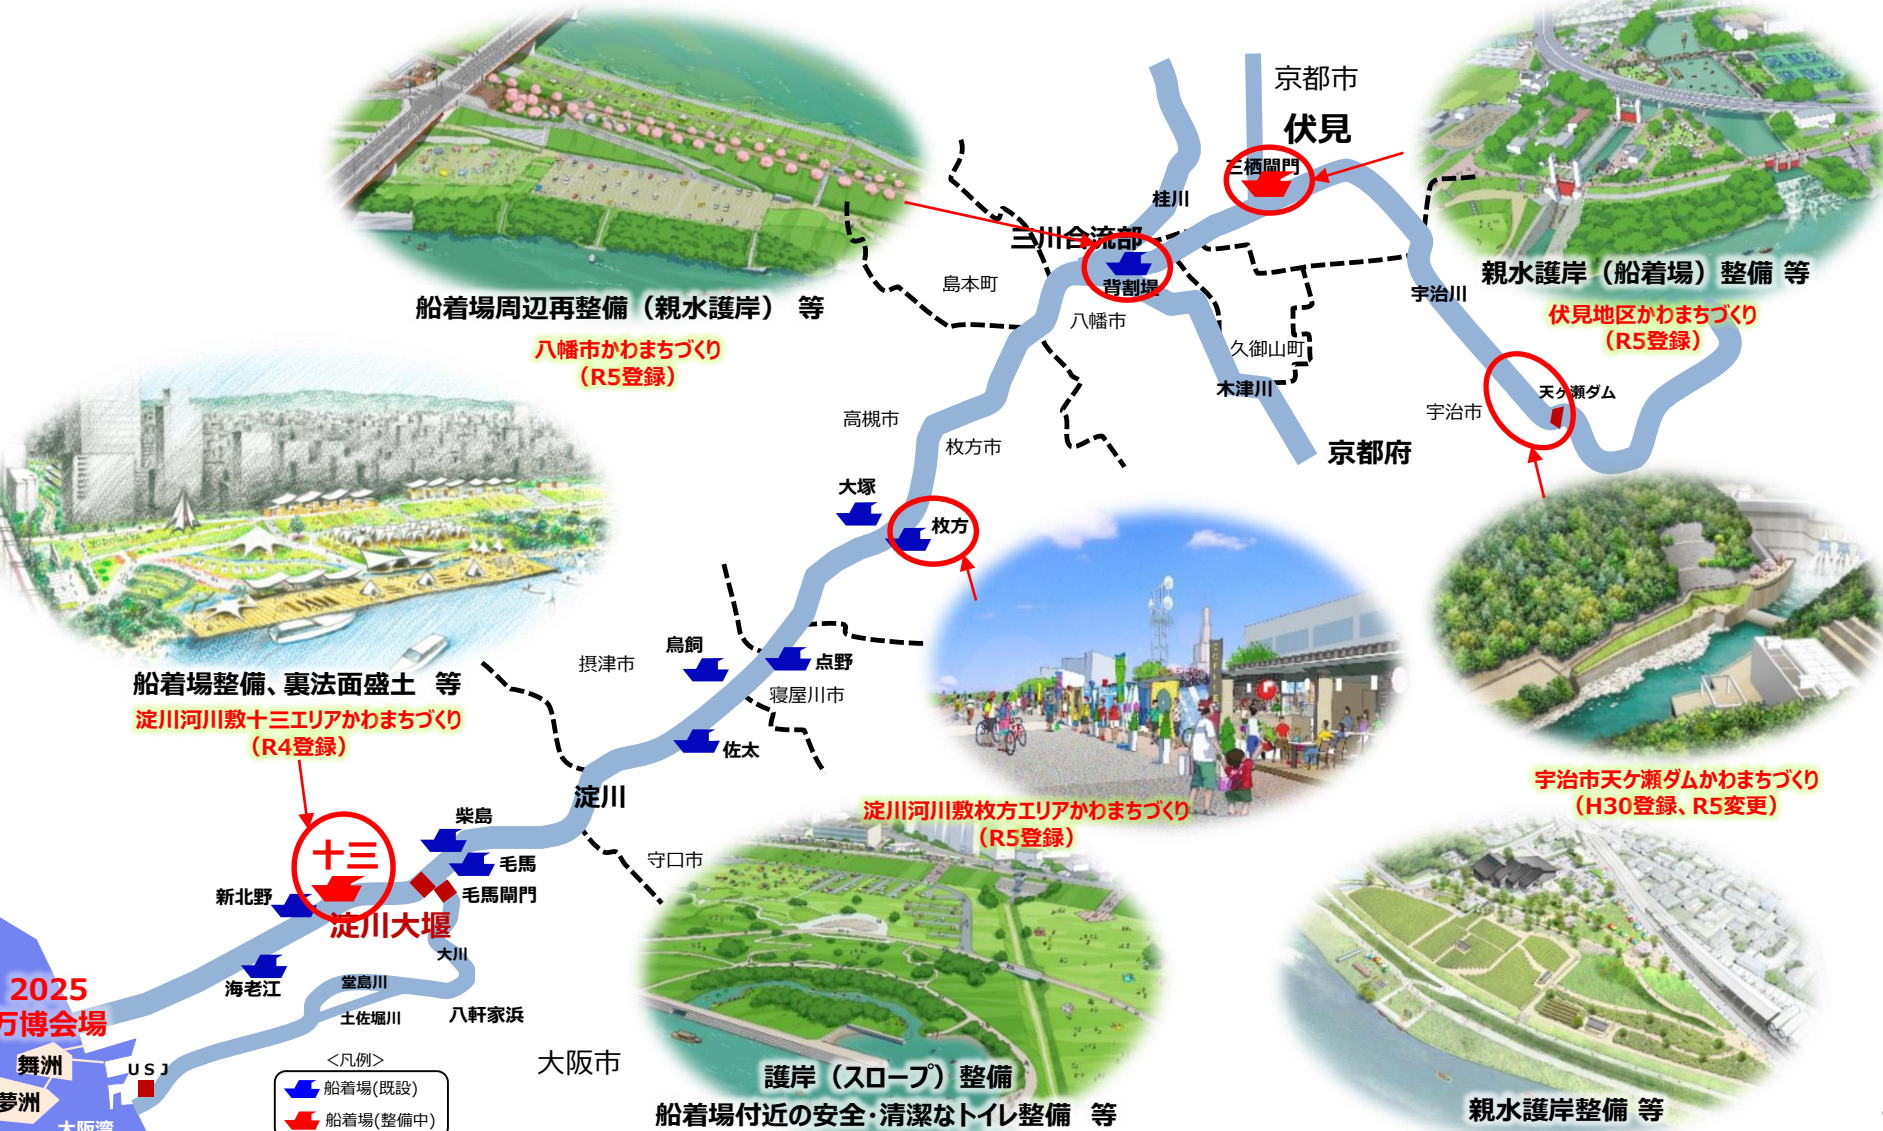 京都市
伏見
三栖閘門
桂川
三川合流部
背割堤
島本町
八幡市
久御山町
木津川
宇治川
京都府
宇治市
天ケ瀬ダム
船着場周辺再整備（親水護岸） 等
八幡市かわまちづくり
（R5登録）
親水護岸（船着場）整備 等
伏見地区かわまちづくり
（R5登録）
高槻市
枚方市
大塚
枚方
船着場整備、裏法面盛土 等
淀川河川敷十三エリアかわまちづくり
（R4登録）
摂津市
鳥飼
点野
寝屋川市
佐太
淀川
淀川河川敷枚方エリアかわまちづくり
（R5登録）
宇治市天ケ瀬ダムかわまちづくり
（H30登録、R5変更）
柴島
毛馬
毛馬閘門
守口市
十三
新北野
淀川大堰
大川
海老江
堂島川
土佐堀川
八軒家浜
2025
万博会場
舞洲
夢洲
USJ
大阪湾
大阪市
＜凡例＞
船着場(既設)
船着場(整備中)
護岸（スロープ）整備
船着場付近の安全・清潔なトイレ整備 等
親水護岸整備 等